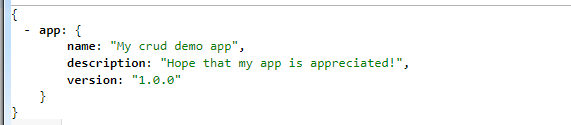 {
- app: {
name: "My crud demo app",
description: "Hope that my app is appreciated!",
version: "1.0.0"
}
}